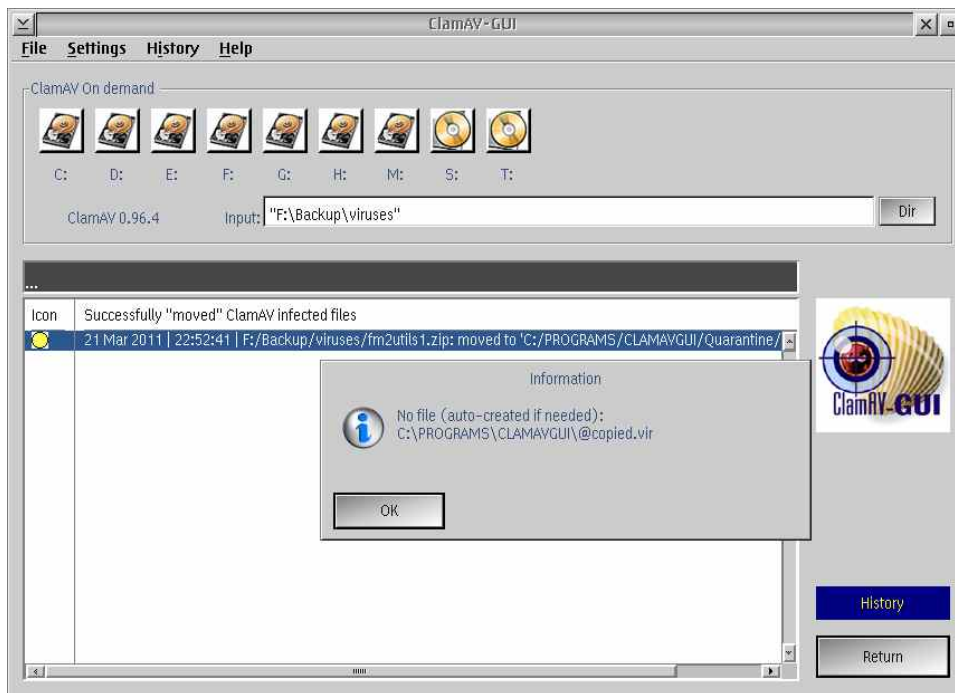 ClamAV-GUI
File Settings History Help
ClamAV On demand
C: D: E: F: G: H: M: S: T:
ClamAV 0.96.4 Input: "F:\Backup\viruses" Dir
...
Icon Successfully "moved" ClamAV infected files
21 Mar 2011 | 22:52:41 | F:/Backup/viruses/fm2utils1.zip: moved to 'C:/PROGRAMS/CLAMAVGUI/Quarantine/
Information
No file (auto-created if needed):
C:\PROGRAMS\CLAMAVGUI\@copied.vir
OK
ClamAV-GUI
History
Return